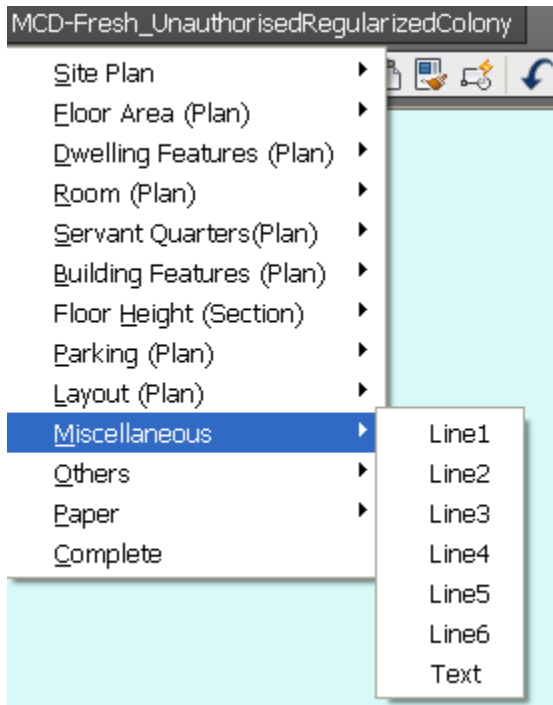 MCD-Fresh_UnauthorisedRegularizedColony
Site Plan
Floor Area (Plan)
Dwelling Features (Plan)
Room (Plan)
Servant Quarters(Plan)
Building Features (Plan)
Floor Height (Section)
Parking (Plan)
Layout (Plan)
Miscellaneous
Others
Paper
Complete
Line1
Line2
Line3
Line4
Line5
Line6
Text